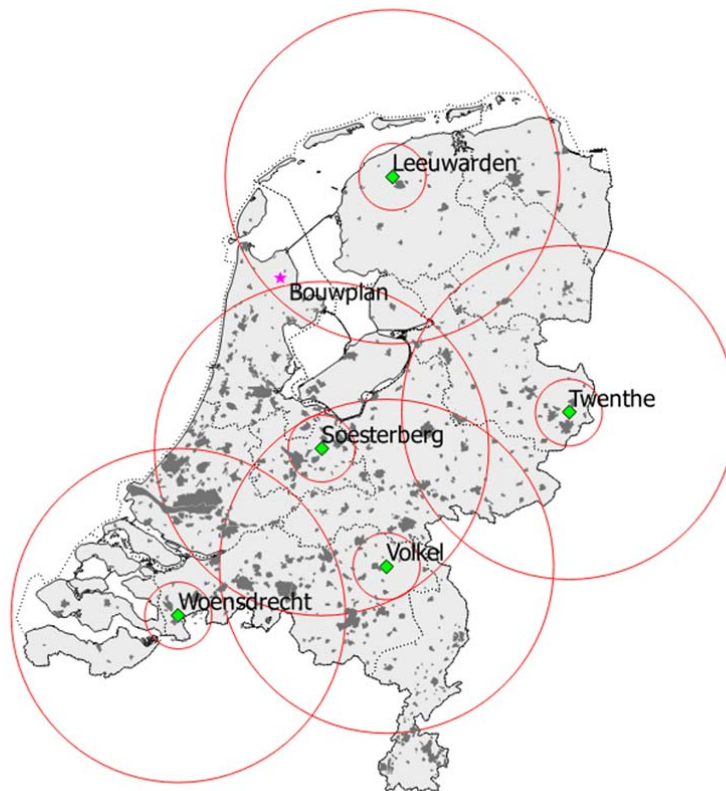 Leeuwarden
Bouwplan
Twenthe
Soesterberg
Volkel
Woensdrecht